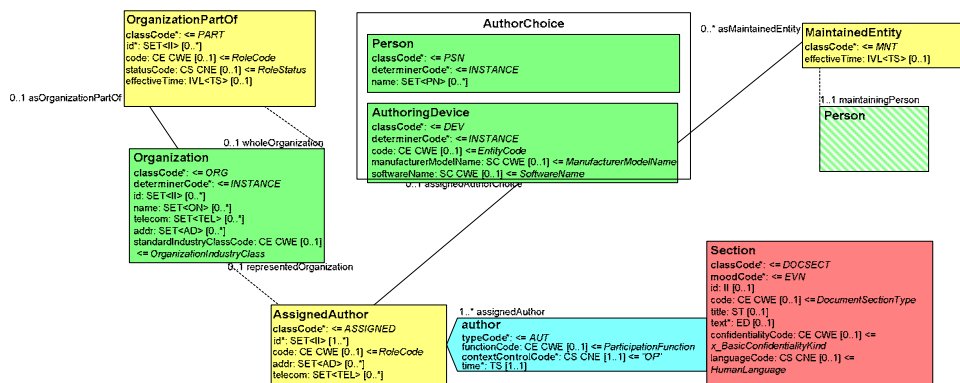 OrganizationPartOf
classCode*: <= PART
id*: SET<II> [0..*]
code: CE CWE [0..1] <= RoleCode
statusCode: CS CNE [0..1] <= RoleStatus
effectiveTime: IVL<TS> [0..1]
0..1 asOrganizationPartOf
0..1 wholeOrganization
Organization
classCode*: <= ORG
determinerCode*: <= INSTANCE
id: SET<II> [0..*]
name: SET<ON> [0..*]
telecom: SET<TEL> [0..*]
addr: SET<AD> [0..*]
standardIndustryClassCode: CE CWE [0..1]
<= OrganizationIndustryClass
0..1 representedOrganization
AuthorChoice
Person
classCode*: <= PSN
determinerCode*: <= INSTANCE
name: SET<PN> [0..*]
AuthoringDevice
classCode*: <= DEV
determinerCode*: <= INSTANCE
code: CE CWE [0..1] <= EntityCode
manufacturerModelName: SC CWE [0..1] <= ManufacturerModelName
softwareName: SC CWE [0..1] <= SoftwareName
0..1 assignedAuthorChoice
0..* asMaintainedEntity
MaintainedEntity
classCode*: <= MNT
effectiveTime: IVL<TS> [0..1]
1..1 maintainingPerson
Person
AssignedAuthor
classCode*: <= ASSIGNED
id*: SET<II> [1..*]
code: CE CWE [0..1] <= RoleCode
addr: SET<AD> [0..*]
telecom: SET<TEL> [0..*]
1..* assignedAuthor
author
typeCode*: <= AUT
functionCode: CE CWE [0..1] <= ParticipationFunction
contextControlCode*: CS CNE [1..1] <= "OP"
time*: TS [1..1]
Section
classCode*: <= DOCSECT
moodCode*: <= EVN
id: II [0..1]
code: CE CWE [0..1] <= DocumentSectionType
title: ST [0..1]
text*: ED [0..1]
confidentialityCode: CE CWE [0..1] <=
x_BasicConfidentialityKind
languageCode: CS CNE [0..1] <=
HumanLanguage